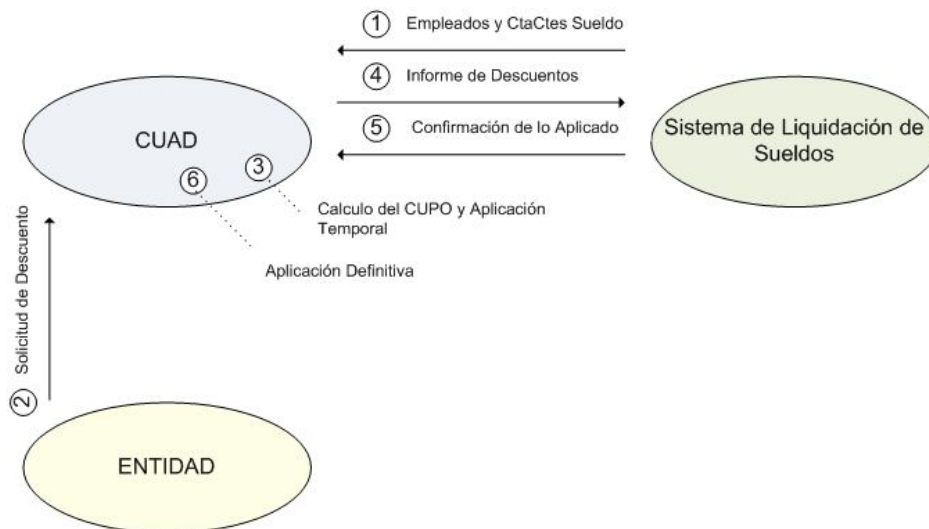 1 Empleados y CtaCtes Sueldo
4 Informe de Descuentos
5 Confirmación de lo Aplicado
CUAD
Sistema de Liquidación de
Sueldos
3
6
Calculo del CUPO y Aplicación
Temporal
Aplicación Definitiva
2 Solicitud de Descuento
ENTIDAD